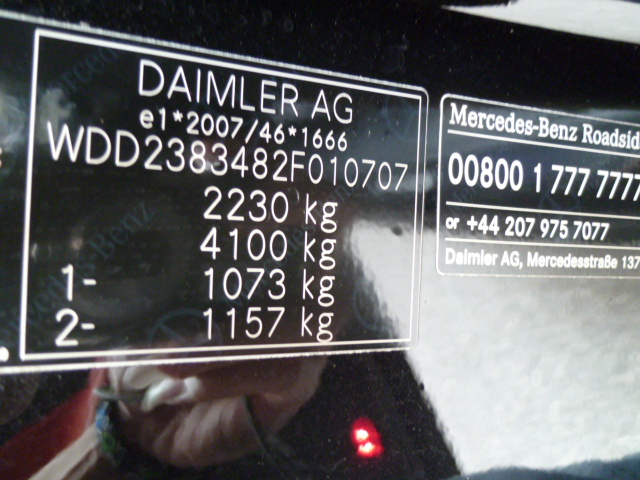 DAIMLER AG
e1*2007/46*1666
WDD2383482F010707
2230 kg
4100 kg
1- 1073 kg
2- 1157 kg
Mercedes-Benz Roadsid
00800 1 777 7777
or +44 207 975 7077
Daimler AG, Mercedesstraße 137